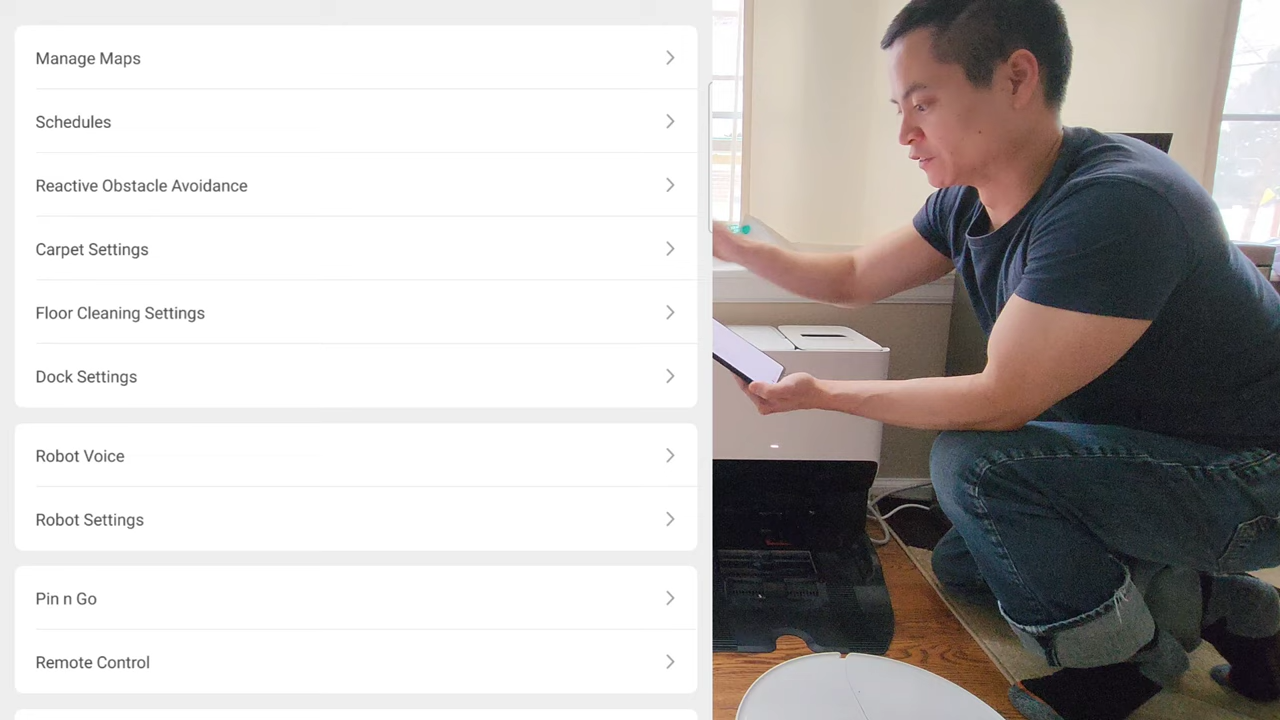 Manage Maps
Schedules
Reactive Obstacle Avoidance
Carpet Settings
Floor Cleaning Settings
Dock Settings
Robot Voice
Robot Settings
Pin n Go
Remote Control